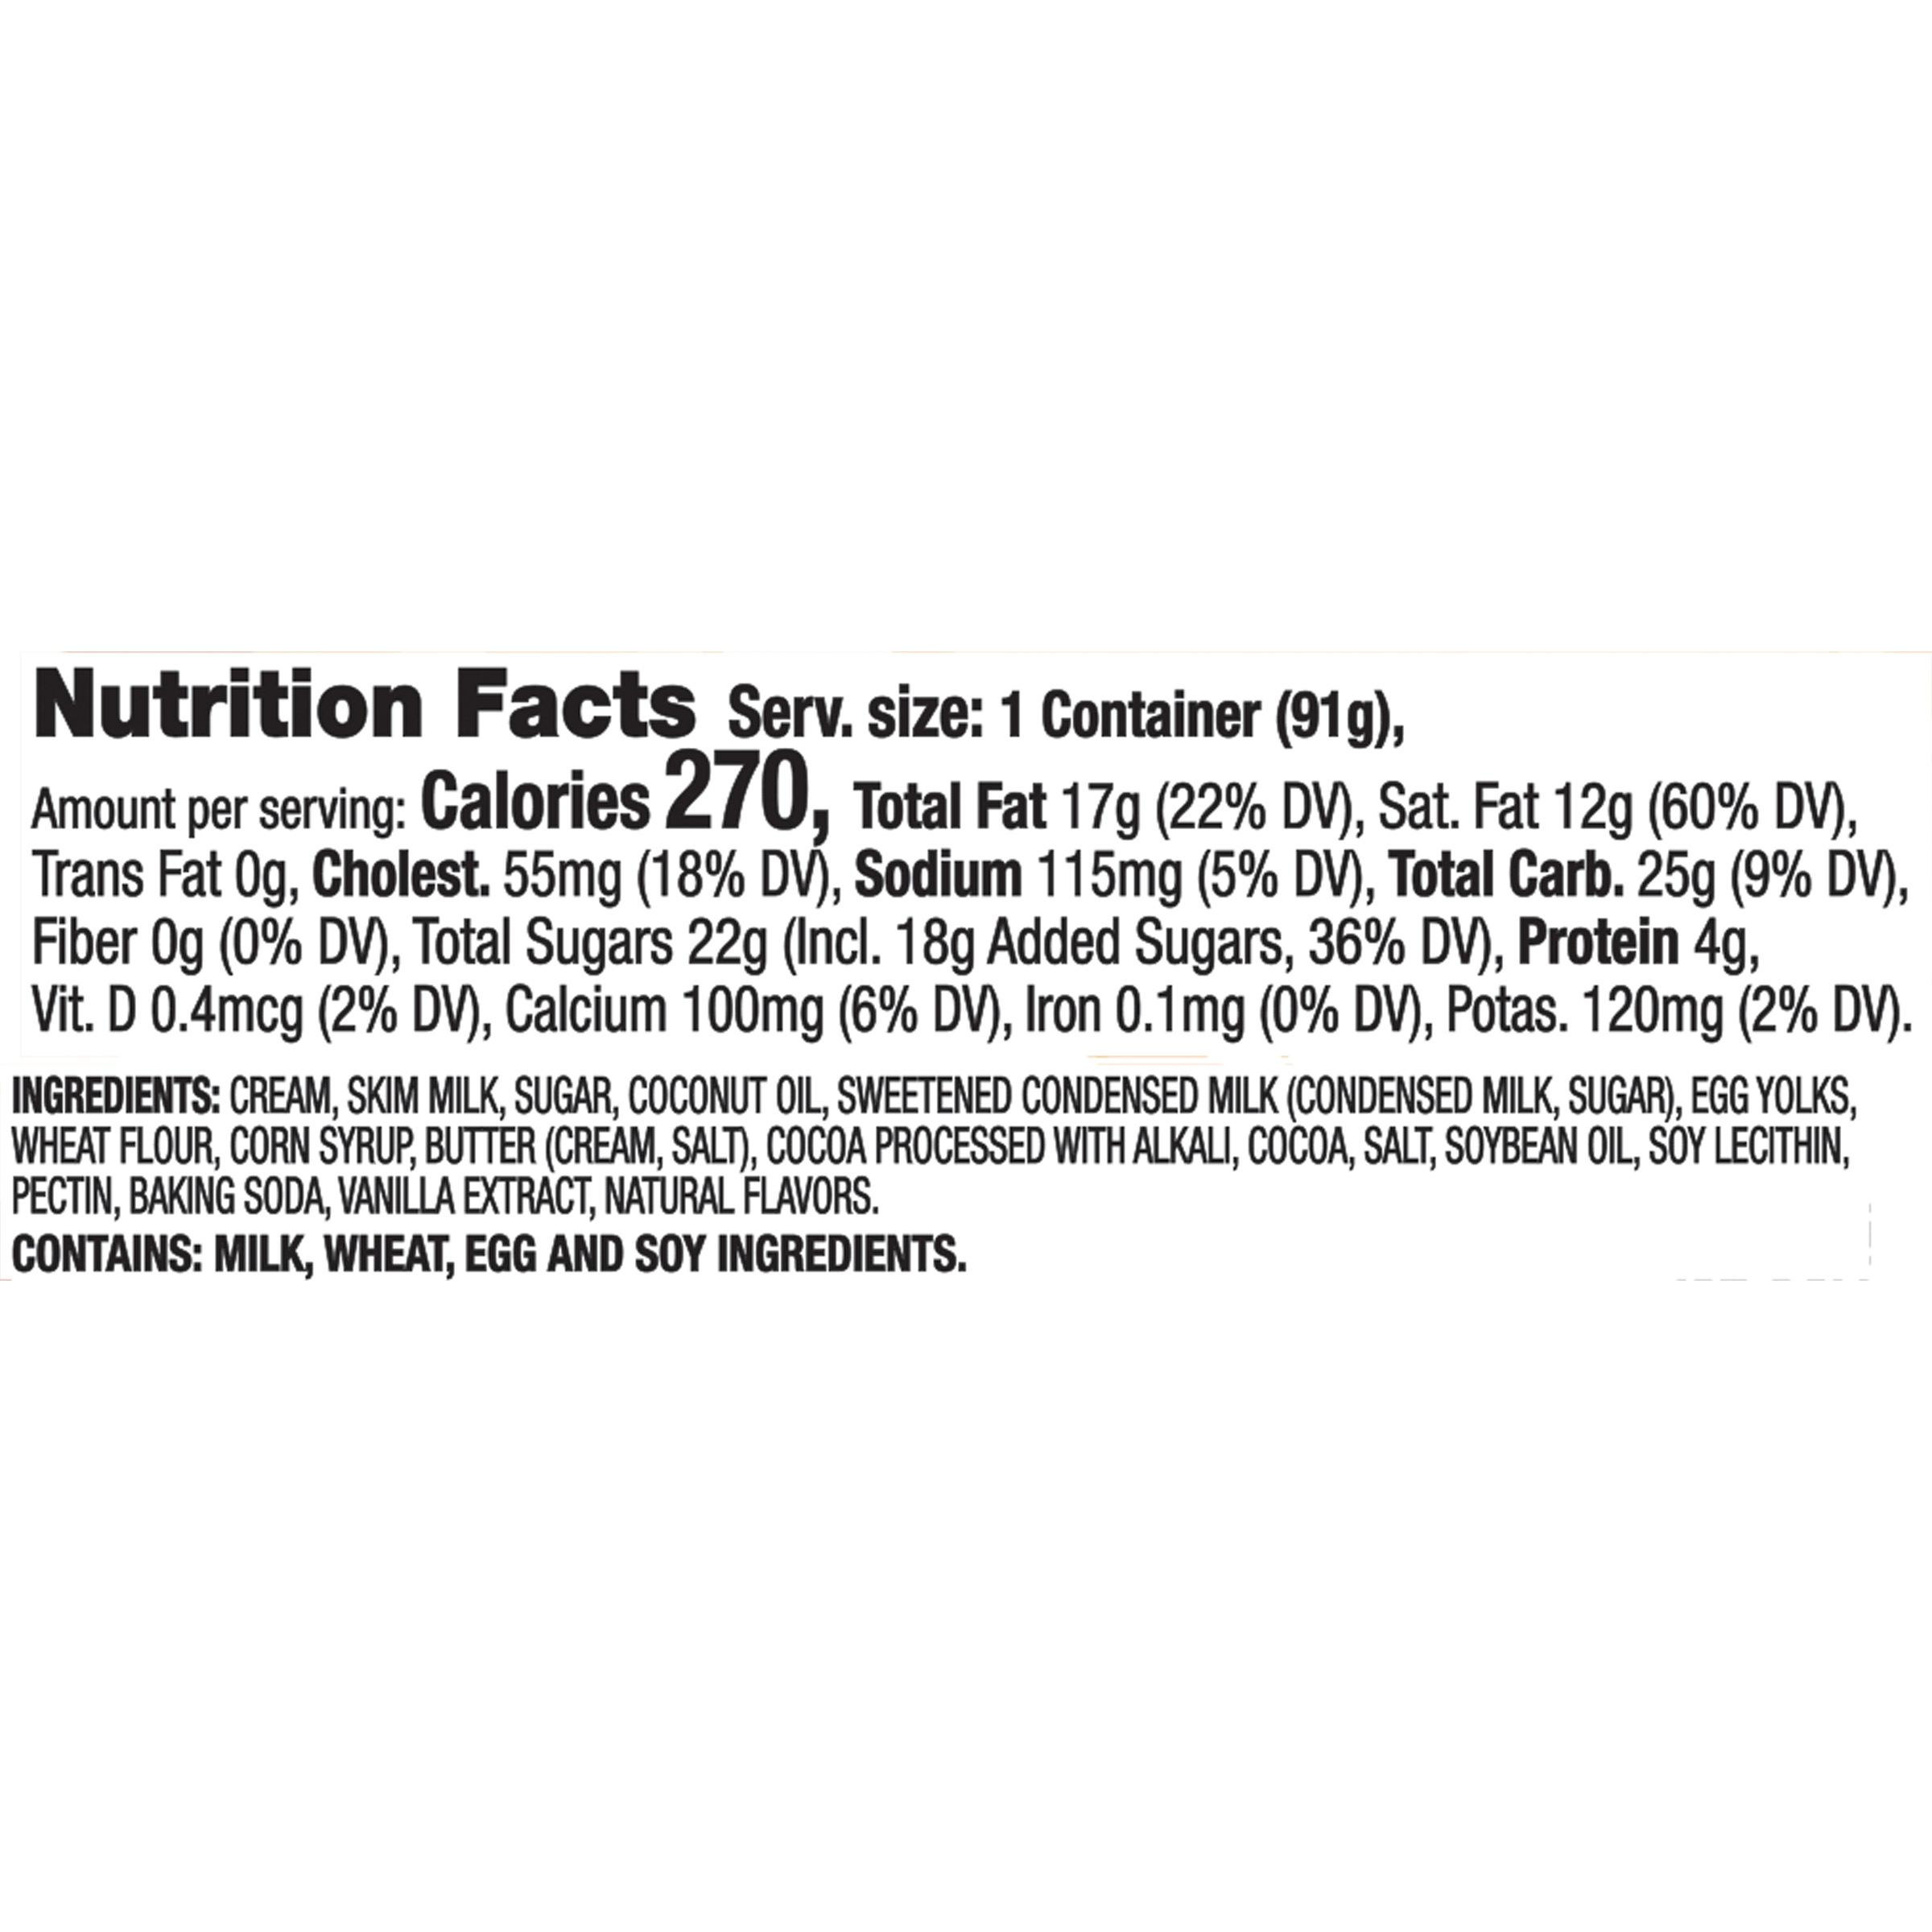 Nutrition Facts Serv. size: 1 Container (91g),
Amount per serving: Calories 270, Total Fat 17g (22% DV), Sat. Fat 12g (60% DV),
Trans Fat 0g, Cholest. 55mg (18% DV), Sodium 115mg (5% DV), Total Carb. 25g (9% DV),
Fiber 0g (0% DV), Total Sugars 22g (Incl. 18g Added Sugars, 36% DV), Protein 4g,
Vit. D 0.4mcg (2% DV), Calcium 100mg (6% DV), Iron 0.1mg (0% DV), Potas. 120mg (2% DV).
INGREDIENTS: CREAM, SKIM MILK, SUGAR, COCONUT OIL, SWEETENED CONDENSED MILK (CONDENSED MILK, SUGAR), EGG YOLKS,
WHEAT FLOUR, CORN SYRUP, BUTTER (CREAM, SALT), COCOA PROCESSED WITH ALKALI, COCOA, SALT, SOYBEAN OIL, SOY LECITHIN,
PECTIN, BAKING SODA, VANILLA EXTRACT, NATURAL FLAVORS.
CONTAINS: MILK, WHEAT, EGG AND SOY INGREDIENTS.